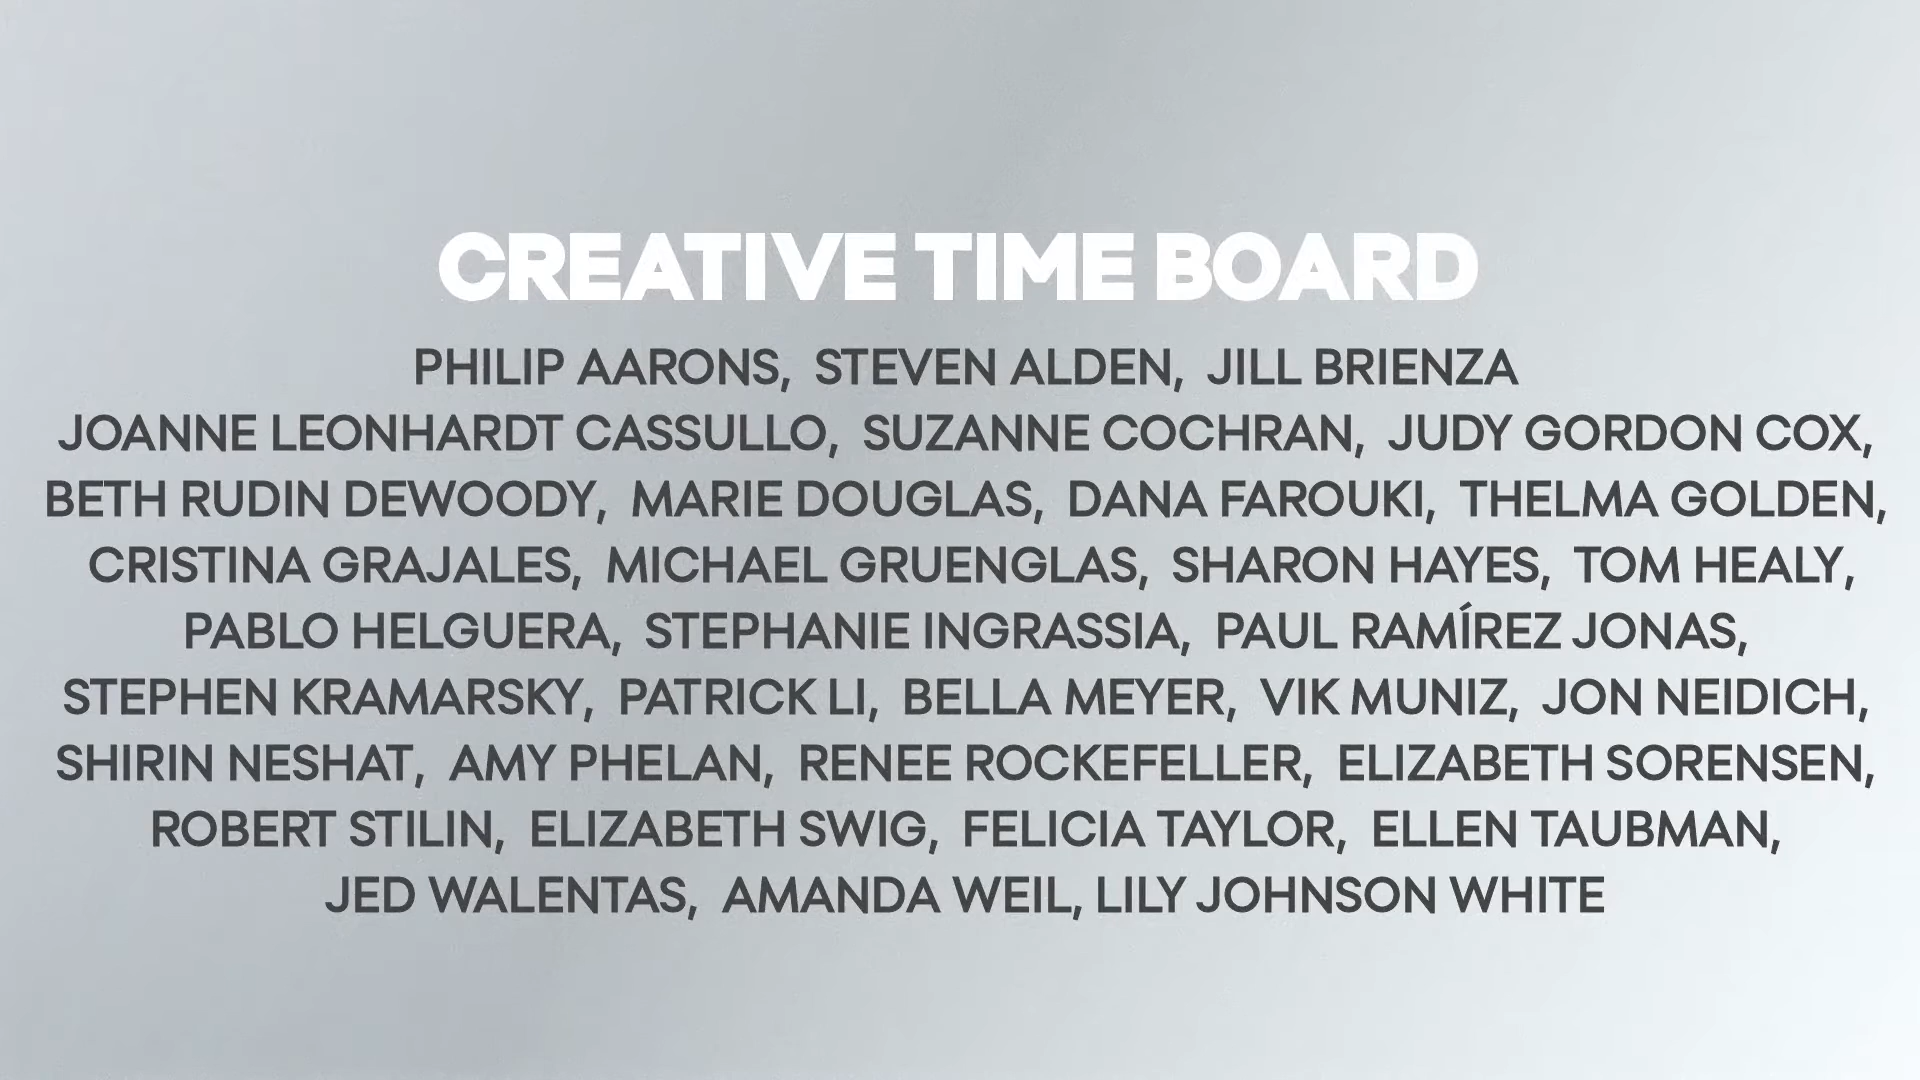 CREATIVE TIME BOARD
PHILIP AARONS, STEVEN ALDEN, JILL BRIENZA
JOANNE LEONHARDT CASSULLO, SUZANNE COCHRAN, JUDY GORDON COX,
BETH RUDIN DEWOODY, MARIE DOUGLAS, DANA FAROUKI, THELMA GOLDEN,
CRISTINA GRAJALES, MICHAEL GRUENGLAS, SHARON HAYES, TOM HEALY,
PABLO HELGUERA, STEPHANIE INGRASSIA, PAUL RAMÍREZ JONAS,
STEPHEN KRAMARSKY, PATRICK LI, BELLA MEYER, VIK MUNIZ, JON NEIDICH,
SHIRIN NESHAT, AMY PHELAN, RENEE ROCKEFELLER, ELIZABETH SORENSEN,
ROBERT STILIN, ELIZABETH SWIG, FELICIA TAYLOR, ELLEN TAUBMAN,
JED WALENTAS, AMANDA WEIL, LILY JOHNSON WHITE